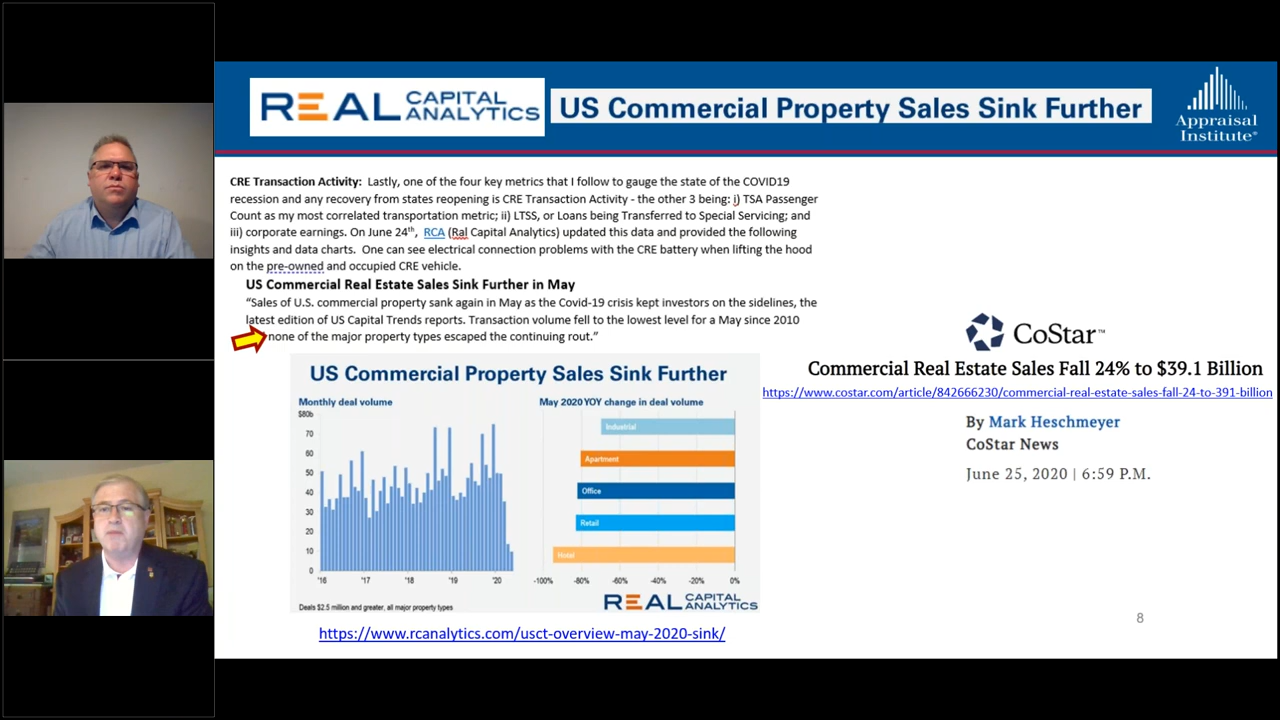 REAL CAPITAL ANALYTICS
US Commercial Property Sales Sink Further
Appraisal Institute®
CRE Transaction Activity: Lastly, one of the four key metrics that I follow to gauge the state of the COVID19
recession and any recovery from states reopening is CRE Transaction Activity - the other 3 being: i) TSA Passenger
Count as my most correlated transportation metric; ii) LTSS, or Loans being Transferred to Special Servicing; and
iii) corporate earnings. On June 24th, RCA (Ral Capital Analytics) updated this data and provided the following
insights and data charts. One can see electrical connection problems with the CRE battery when lifting the hood
on the pre-owned and occupied CRE vehicle.
US Commercial Real Estate Sales Sink Further in May
“Sales of U.S. commercial property sank again in May as the Covid-19 crisis kept investors on the sidelines, the
latest edition of US Capital Trends reports. Transaction volume fell to the lowest level for a May since 2010
none of the major property types escaped the continuing rout.”
US Commercial Property Sales Sink Further
Monthly deal volume
$80b
70
60
50
40
30
20
10
0
'16 '17 '18 '19 '20
Deals $2.5 million and greater, all major property types
May 2020 YOY change in deal volume
Industrial
Apartment
Office
Retail
Hotel
-100% -80% -60% -40% -20% 0%
REAL CAPITAL ANALYTICS
https://www.rcanalytics.com/usct-overview-may-2020-sink/
CoStar™
Commercial Real Estate Sales Fall 24% to $39.1 Billion
https://www.costar.com/article/842666230/commercial-real-estate-sales-fall-24-to-391-billion
By Mark Heschmeyer
CoStar News
June 25, 2020 | 6:59 P.M.
8